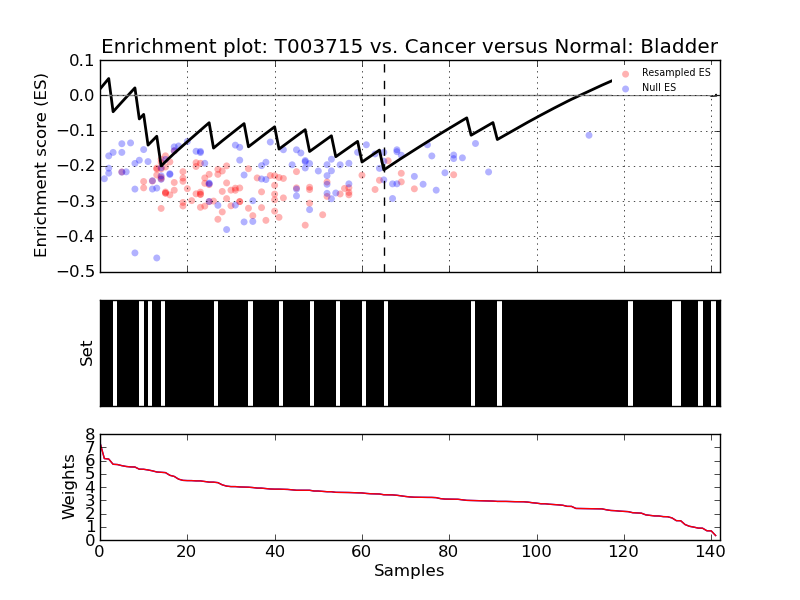 Enrichment plot: T003715 vs. Cancer versus Normal: Bladder
Enrichment score (ES)
0.1
0.0
−0.1
−0.2
−0.3
−0.4
−0.5
Resampled ES
Null ES
Set
Weights
8
7
6
5
4
3
2
1
0
0 20 40 60 80 100 120 140
Samples